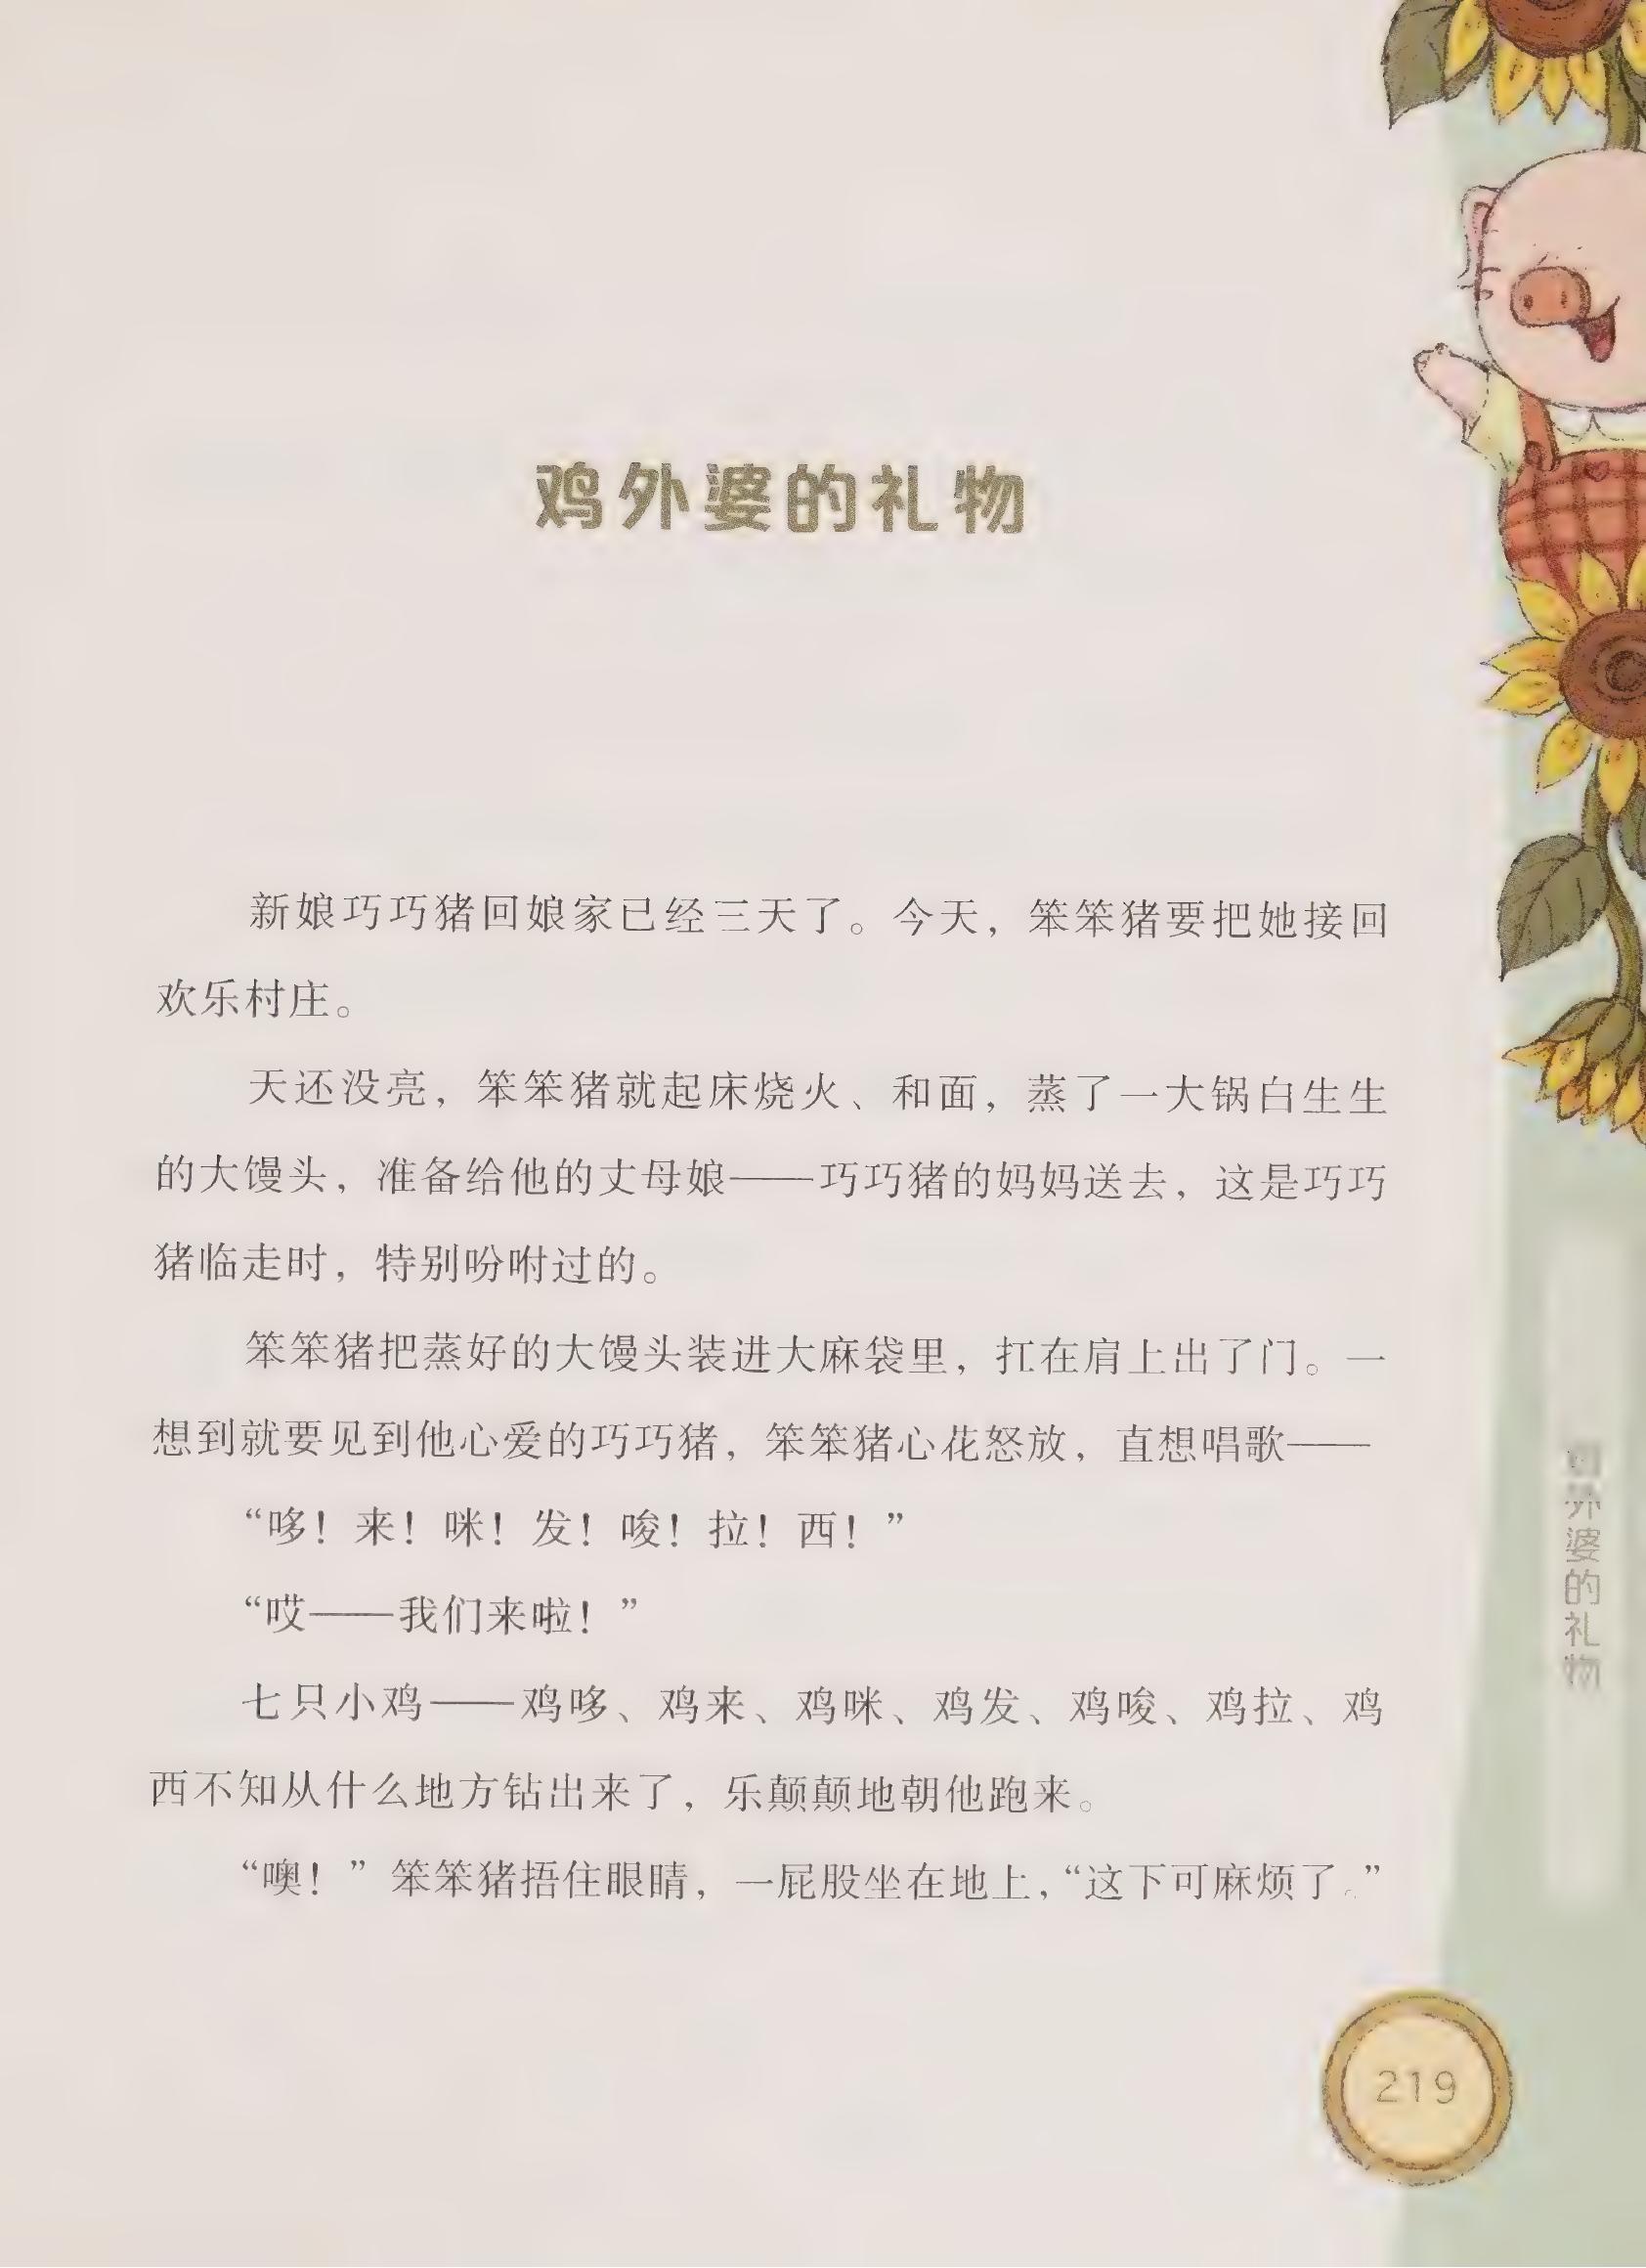 鸡外婆的礼物
新娘巧巧猪回娘家已经三天了。今天，笨笨猪要把她接回
欢乐村庄。
天还没亮，笨笨猪就起床烧火、和面，蒸了一大锅白生生
的大馒头，准备给他的丈母娘——巧巧猪的妈妈送去，这是巧巧
猪临走时，特别吩咐过的。
笨笨猪把蒸好的大馒头装进大麻袋里，扛在肩上出了门。一
想到就要见到他心爱的巧巧猪，笨笨猪心花怒放，直想唱歌——
“哆！来！咪！发！唆！拉！西！”
“哎——我们来啦！”
七只小鸡——鸡哆、鸡来、鸡咪、鸡发、鸡唆、鸡拉、鸡
西不知从什么地方钻出来了，乐颠颠地朝他跑来。
“噢！”笨笨猪捂住眼睛，一屁股坐在地上，“这下可麻烦了。”
鸡外婆的礼物
219